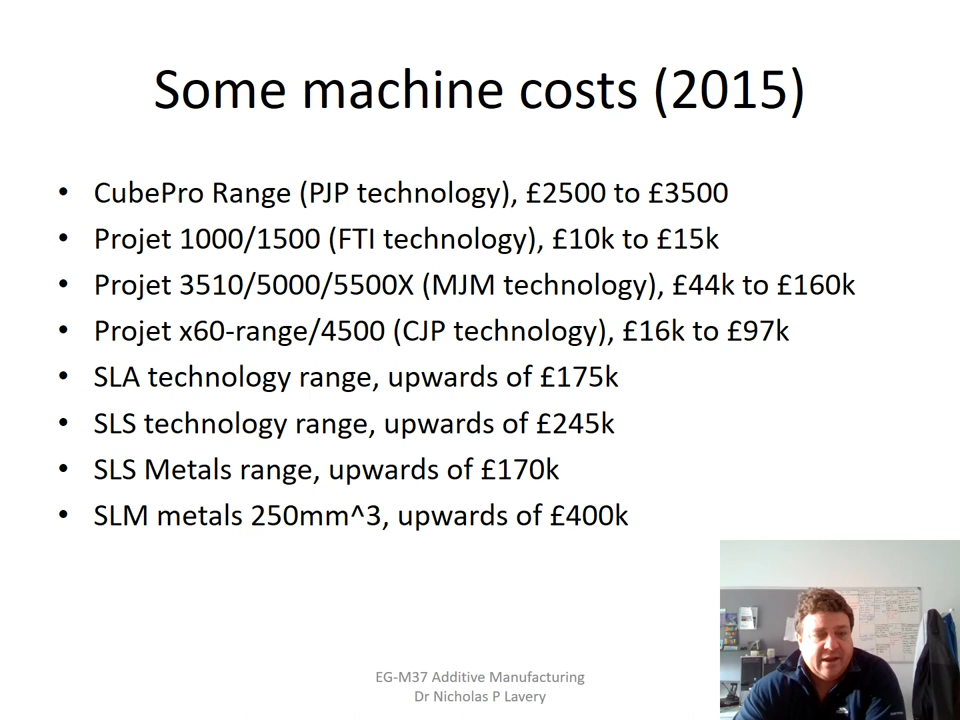 Some machine costs (2015)
• CubePro Range (PJP technology), £2500 to £3500
• Projet 1000/1500 (FTI technology), £10k to £15k
• Projet 3510/5000/5500X (MJM technology), £44k to £160k
• Projet x60-range/4500 (CJP technology), £16k to £97k
• SLA technology range, upwards of £175k
• SLS technology range, upwards of £245k
• SLS Metals range, upwards of £170k
• SLM metals 250mm^3, upwards of £400k
EG-M37 Additive Manufacturing
Dr Nicholas P Lavery